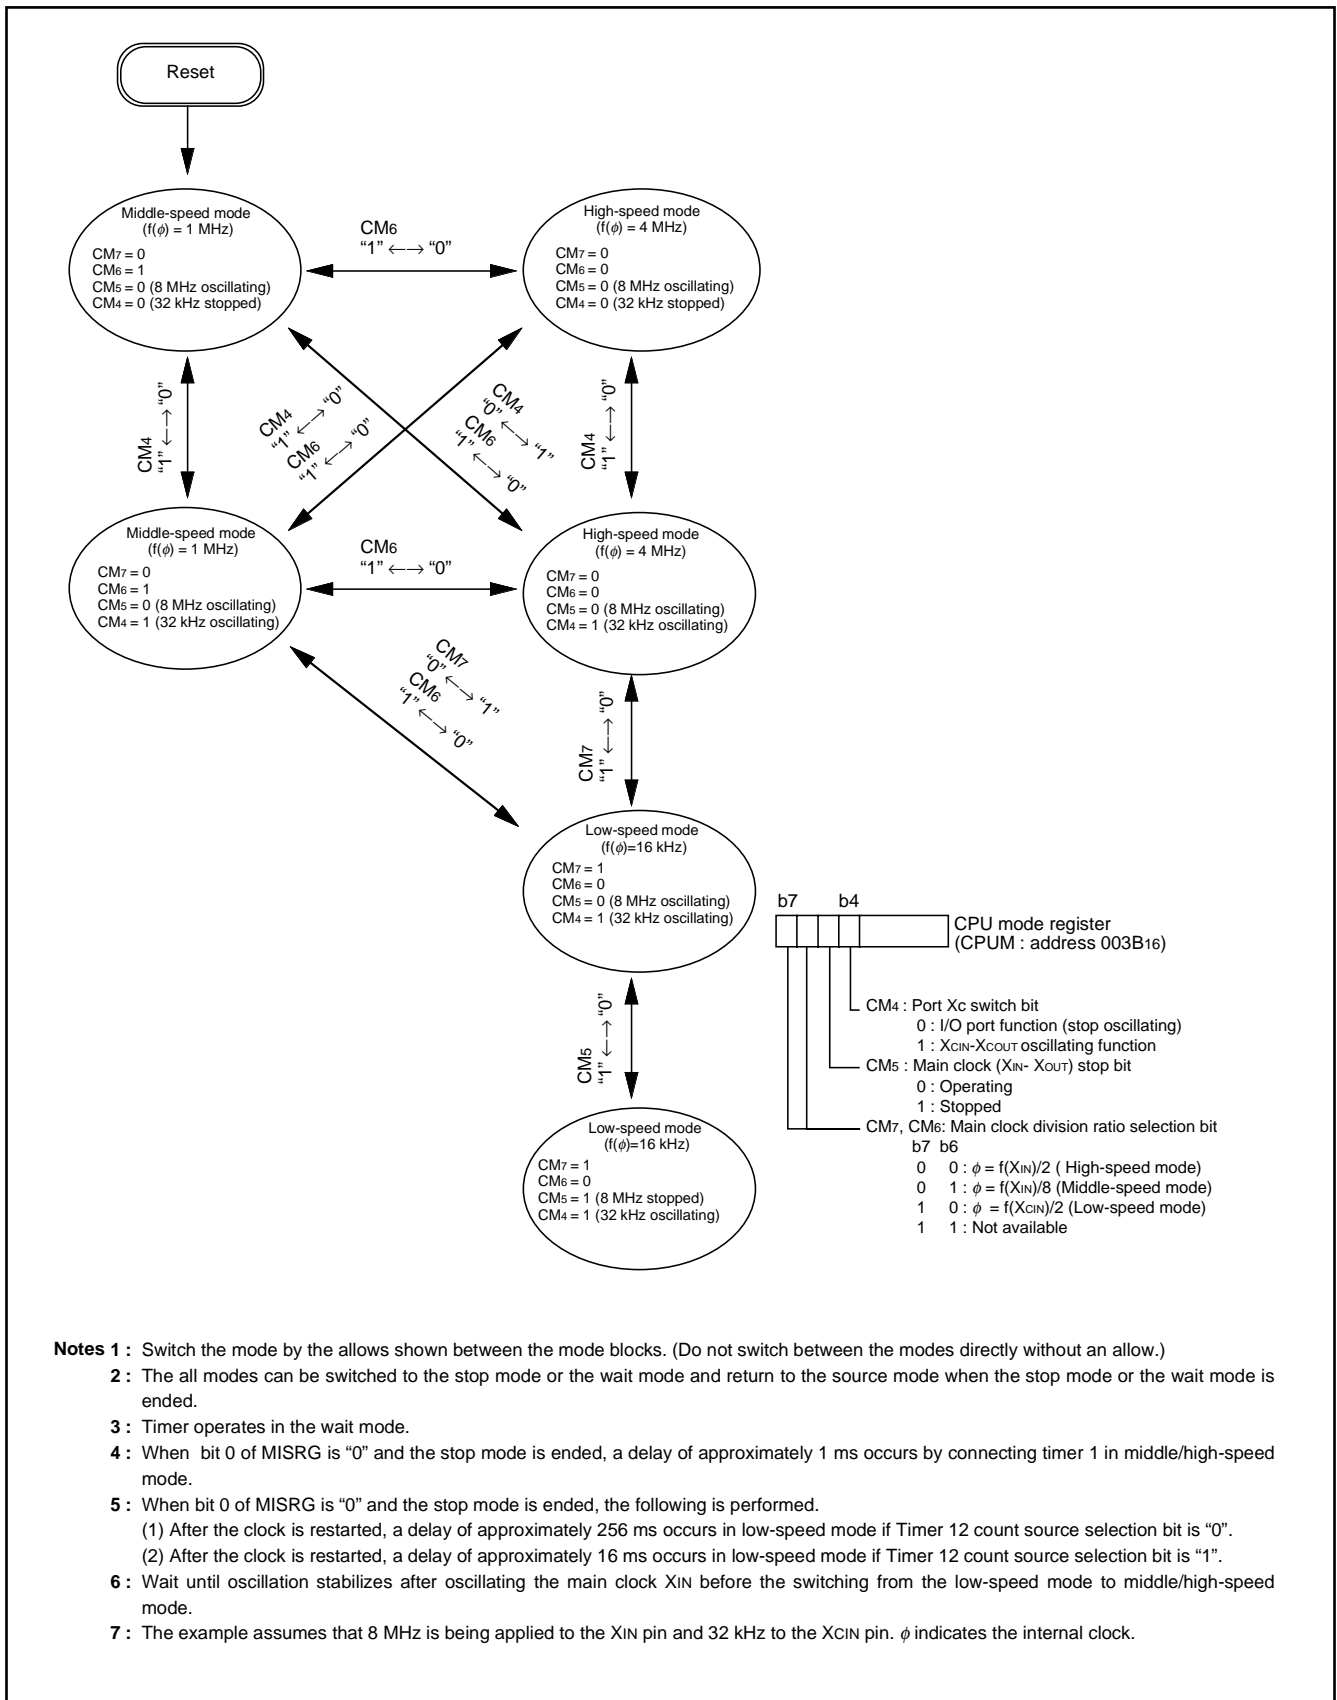 Reset
Middle-speed mode
(f(ϕ) = 1 MHz)
CM7 = 0
CM6 = 1
CM5 = 0 (8 MHz oscillating)
CM4 = 0 (32 kHz stopped)
CM6
“1” ←→ “0”
High-speed mode
(f(ϕ) = 4 MHz)
CM7 = 0
CM6 = 0
CM5 = 0 (8 MHz oscillating)
CM4 = 0 (32 kHz stopped)
CM4
“1” ←→ “0”
CM4
“1” ←→ “0”
CM6
“1” ←→ “0”
CM4
“0” ←→ “1”
CM6
“1” ←→ “0”
CM4
“1” ←→ “0”
Middle-speed mode
(f(ϕ) = 1 MHz)
CM7 = 0
CM6 = 1
CM5 = 0 (8 MHz oscillating)
CM4 = 1 (32 kHz oscillating)
CM6
“1” ←→ “0”
High-speed mode
(f(ϕ) = 4 MHz)
CM7 = 0
CM6 = 0
CM5 = 0 (8 MHz oscillating)
CM4 = 1 (32 kHz oscillating)
CM7
“0” ←→ “1”
CM6
“1” ←→ “0”
CM7
“1” ←→ “0”
Low-speed mode
(f(ϕ)=16 kHz)
CM7 = 1
CM6 = 0
CM5 = 0 (8 MHz oscillating)
CM4 = 1 (32 kHz oscillating)
CM5
“1” ←→ “0”
Low-speed mode
(f(ϕ)=16 kHz)
CM7 = 1
CM6 = 0
CM5 = 1 (8 MHz stopped)
CM4 = 1 (32 kHz oscillating)
b7 b4
CPU mode register
(CPUM : address 003B16)
CM4 : Port Xc switch bit
0 : I/O port function (stop oscillating)
1 : XCIN-XCOUT oscillating function
CM5 : Main clock (XIN- XOUT) stop bit
0 : Operating
1 : Stopped
CM7, CM6: Main clock division ratio selection bit
b7 b6
0 0 : ϕ = f(XIN)/2 ( High-speed mode)
0 1 : ϕ = f(XIN)/8 (Middle-speed mode)
1 0 : ϕ = f(XCIN)/2 (Low-speed mode)
1 1 : Not available
Notes 1 : Switch the mode by the allows shown between the mode blocks. (Do not switch between the modes directly without an allow.)
2 : The all modes can be switched to the stop mode or the wait mode and return to the source mode when the stop mode or the wait mode is
ended.
3 : Timer operates in the wait mode.
4 : When bit 0 of MISRG is “0” and the stop mode is ended, a delay of approximately 1 ms occurs by connecting timer 1 in middle/high-speed
mode.
5 : When bit 0 of MISRG is “0” and the stop mode is ended, the following is performed.
(1) After the clock is restarted, a delay of approximately 256 ms occurs in low-speed mode if Timer 12 count source selection bit is “0”.
(2) After the clock is restarted, a delay of approximately 16 ms occurs in low-speed mode if Timer 12 count source selection bit is “1”.
6 : Wait until oscillation stabilizes after oscillating the main clock XIN before the switching from the low-speed mode to middle/high-speed
mode.
7 : The example assumes that 8 MHz is being applied to the XIN pin and 32 kHz to the XCIN pin. ϕ indicates the internal clock.